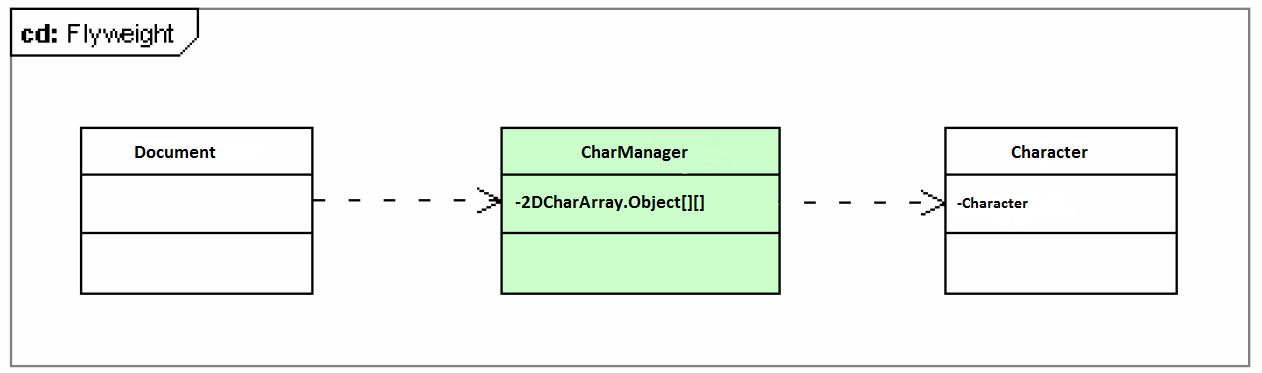 cd: Flyweight
Document
CharManager
Character
-2DCharArray.Object[][]
-Character